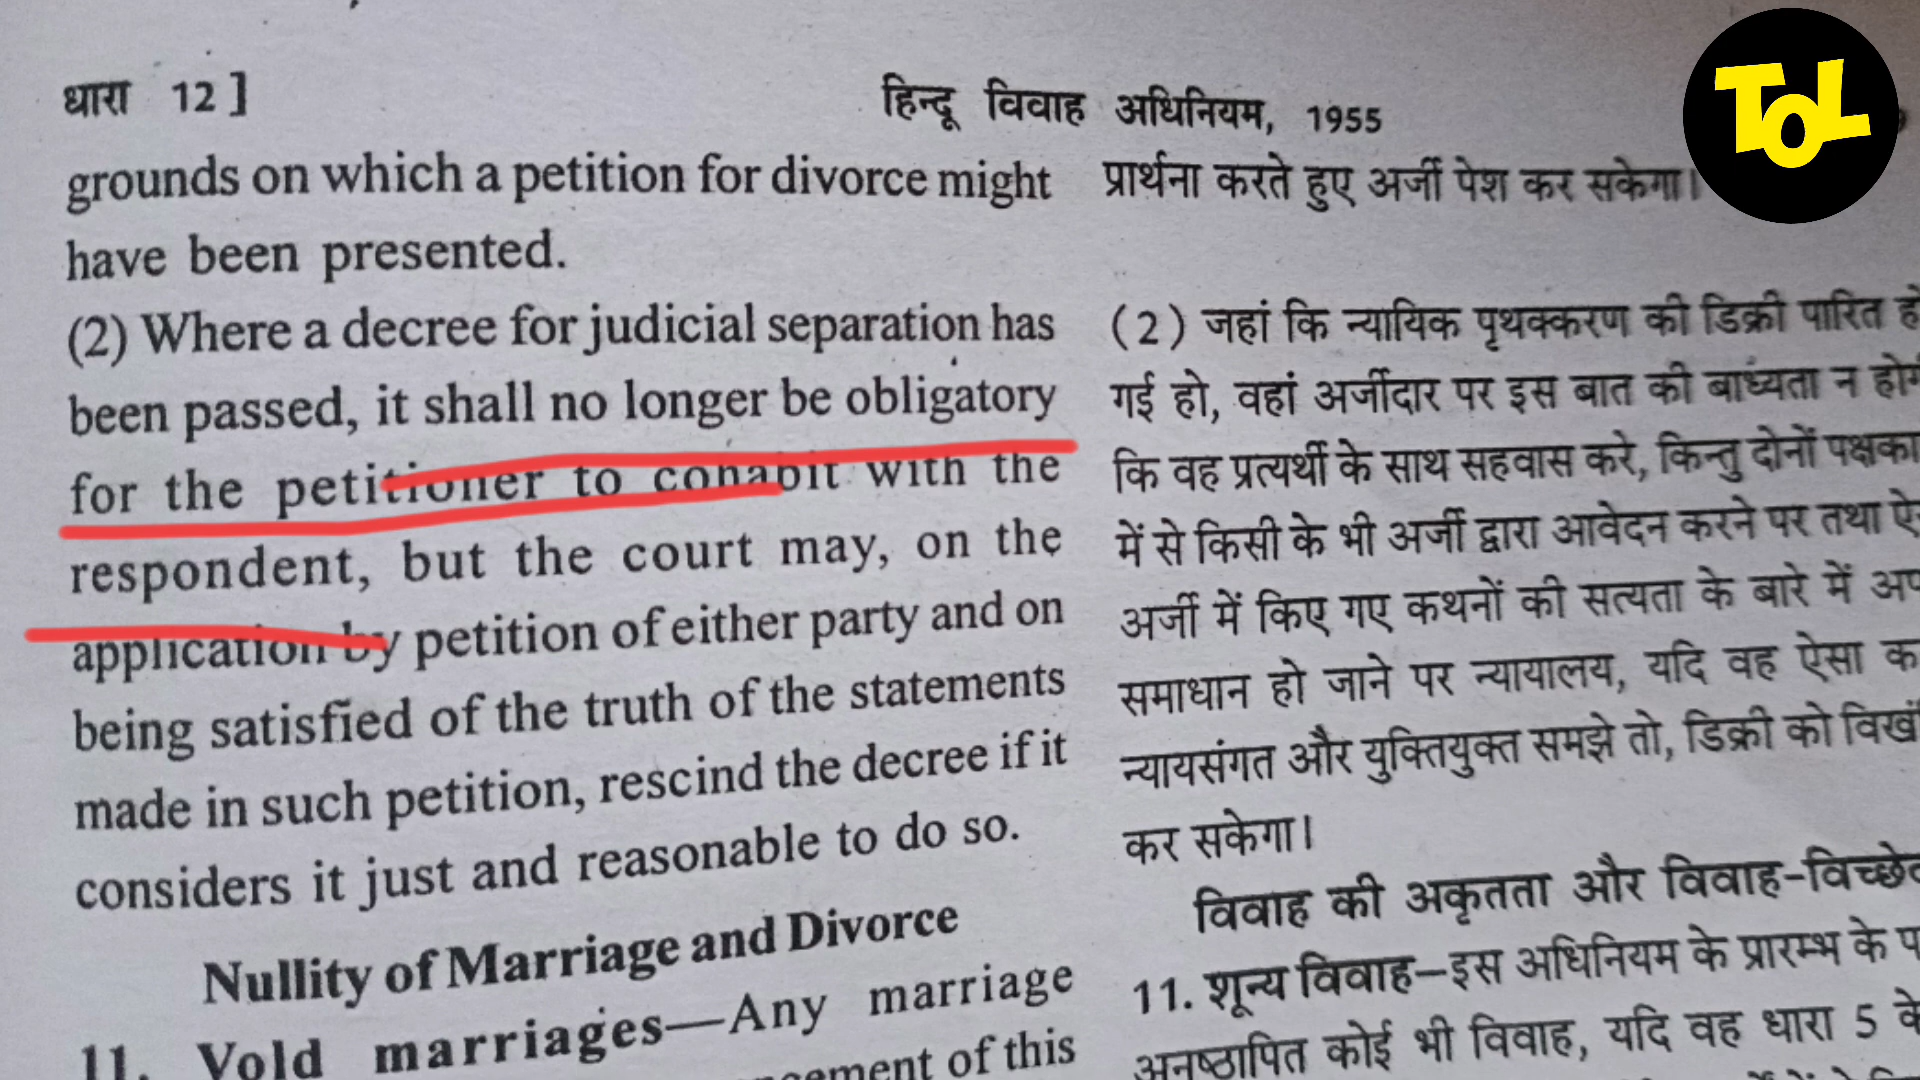 धारा 12]
हिन्दू विवाह अधिनियम, 1955
TOL
grounds on which a petition for divorce might
have been presented.
(2) Where a decree for judicial separation has
been passed, it shall no longer be obligatory
for the petitioner to cohabit with the
respondent, but the court may, on the
application by petition of either party and on
being satisfied of the truth of the statements
made in such petition, rescind the decree if it
considers it just and reasonable to do so.
Nullity of Marriage and Divorce
11. Vold marriages—Any marriage
of this
प्रार्थना करते हुए अर्जी पेश कर सकेगा।
(2) जहां कि न्यायिक पृथक्करण की डिक्री पारित
गई हो, वहां अर्जीदार पर इस बात की बाध्यता न
कि वह प्रत्यर्थी के साथ सहवास करे, किन्तु दोनों
में से किसी के भी अर्जी द्वारा आवेदन करने पर तथा
अर्जी में किए गए कथनों की सत्यता के बारे में
समाधान हो जाने पर न्यायालय, यदि वह ऐसा
न्यायसंगत और युक्तियुक्त समझे तो, डिक्री को
कर सकेगा।
विवाह की अकृतता और
11. शून्य विवाह—इस अधिनियम के प्रारम्भ के
अनुष्ठापित कोई भी विवाह, यदि वह धारा 5